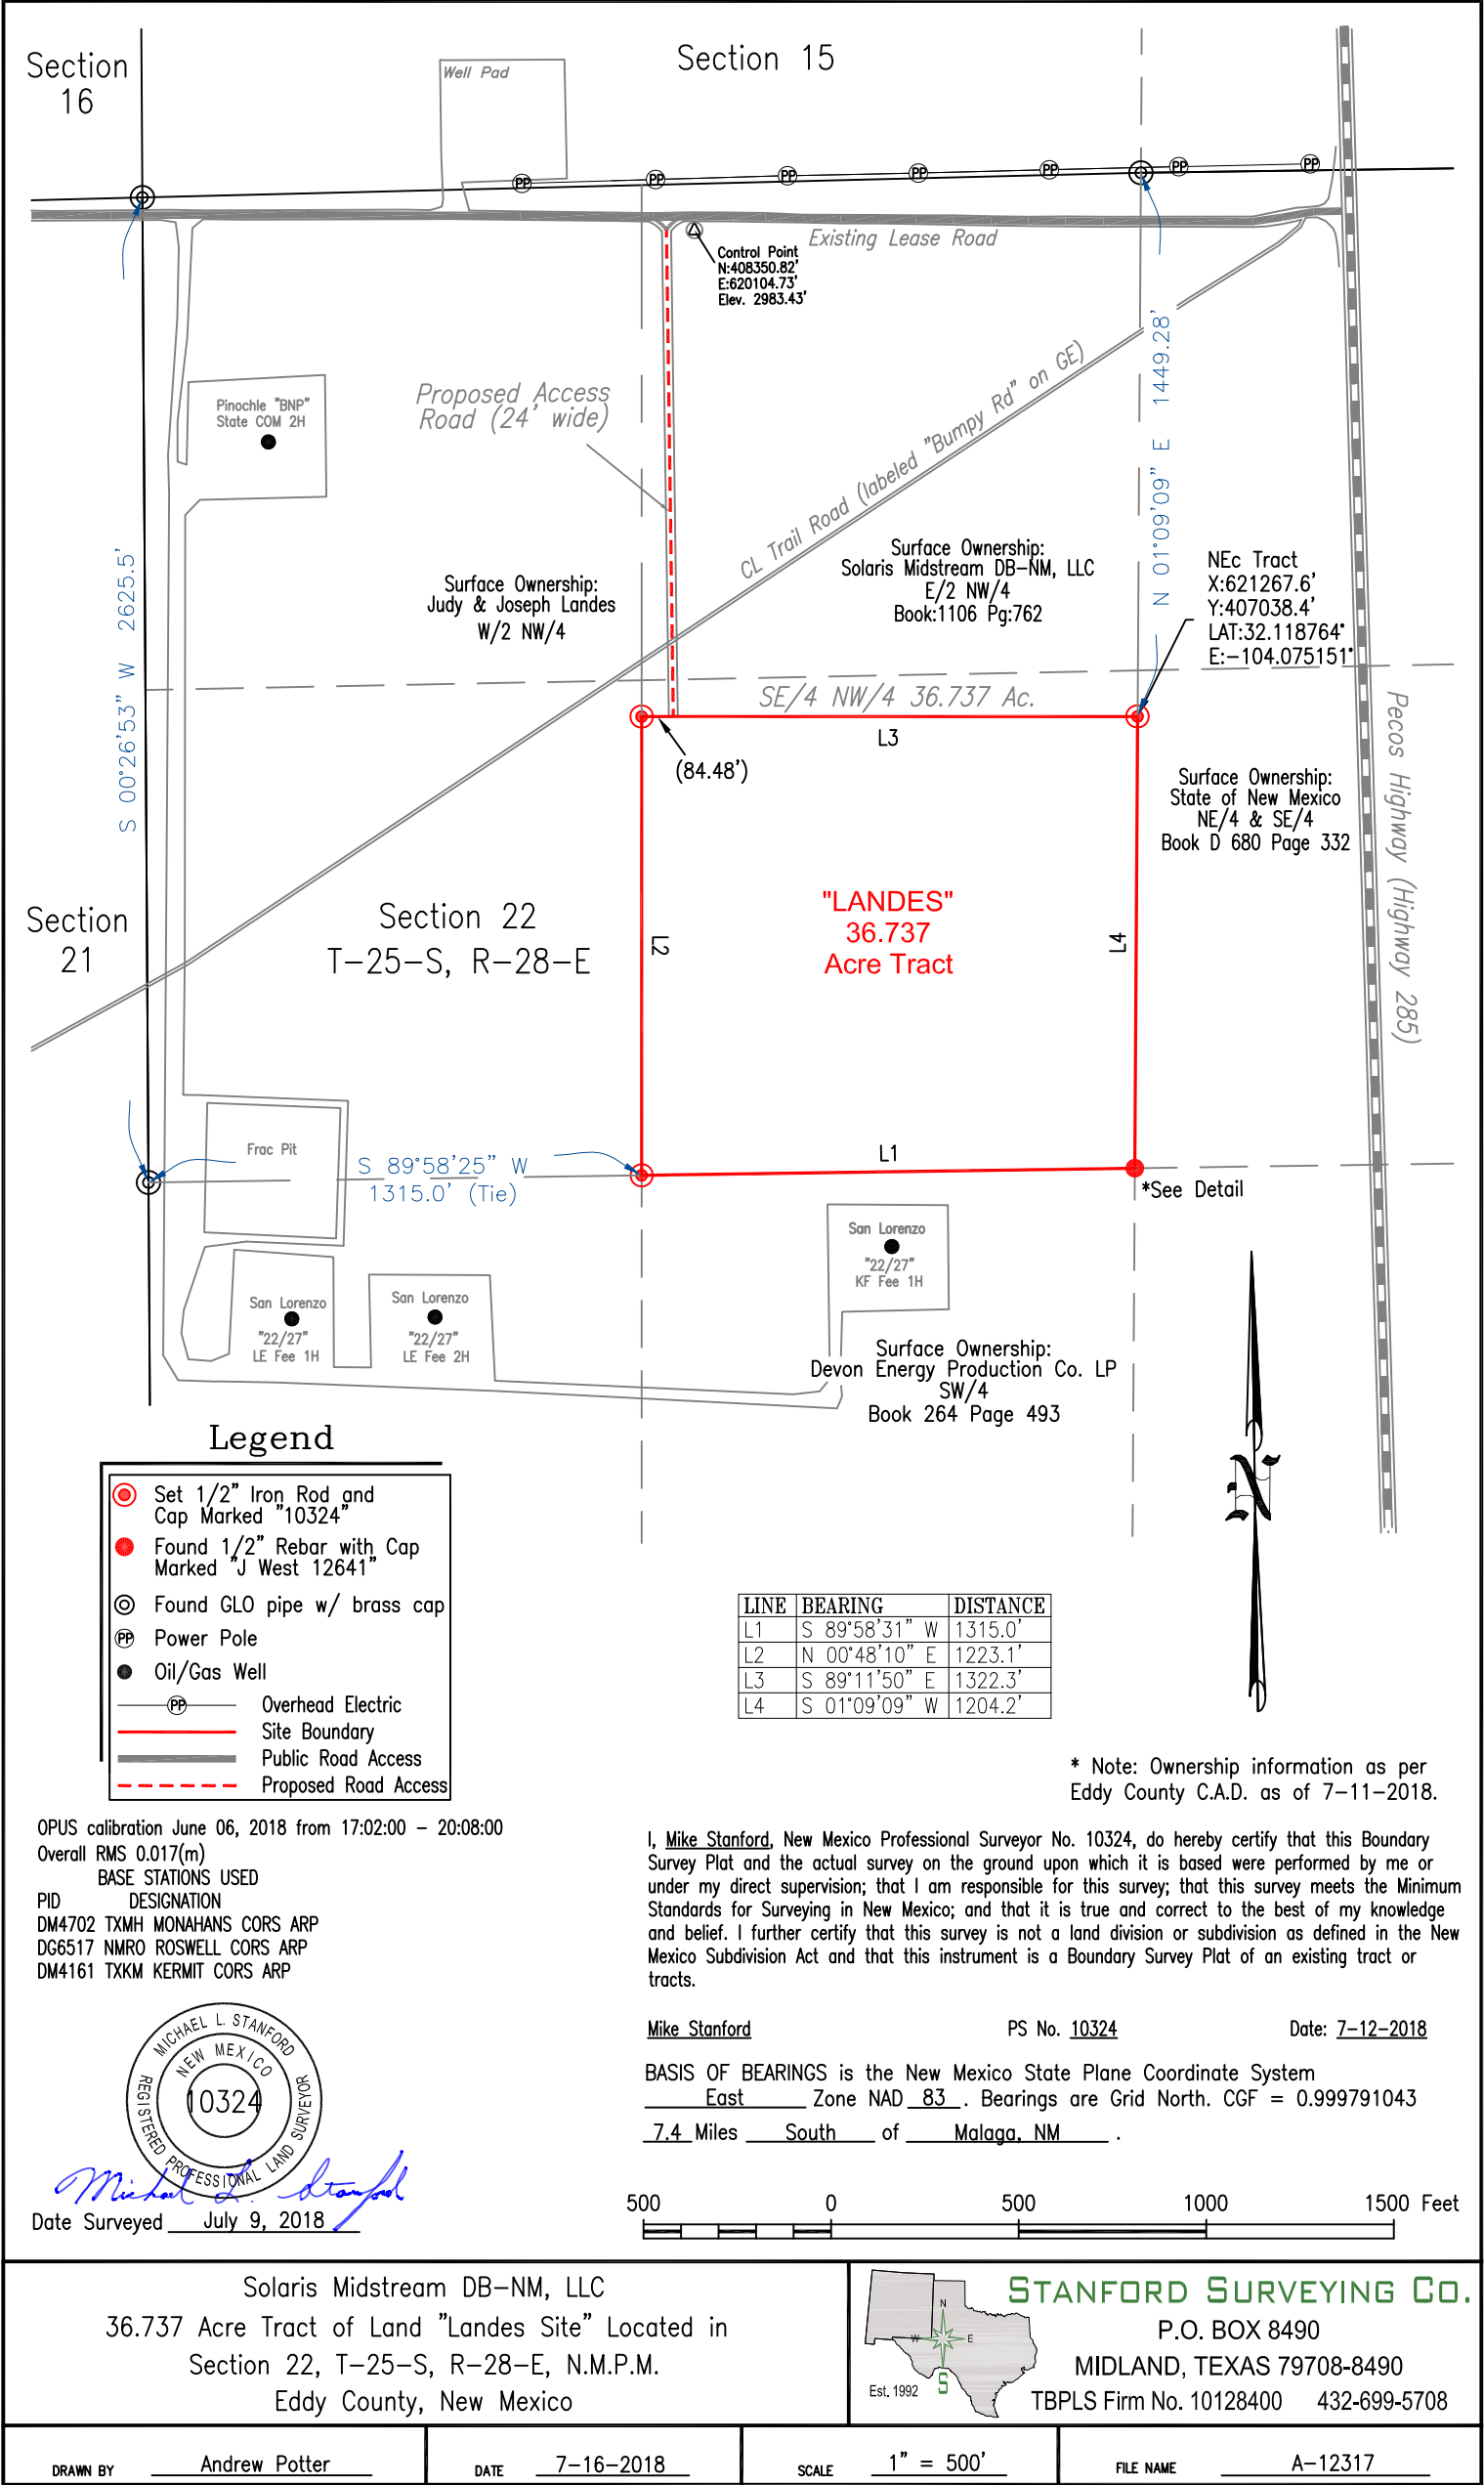 Section
16
Section 15
Well Pad
PP PP PP PP PP PP PP
Existing Lease Road
Control Point
N:408350.82'
E:620104.73'
Elev. 2983.43'
Pinochle "BNP"
State COM 2H
Proposed Access
Road (24' wide)
CL Trail Road (labeled "Bumpy Rd" on GE)
N 01°09'09" E 1449.28'
S 00°26'53" W 2625.5'
Surface Ownership:
Judy & Joseph Landes
W/2 NW/4
Surface Ownership:
Solaris Midstream DB-NM, LLC
E/2 NW/4
Book:1106 Pg:762
NEc Tract
X:621267.6'
Y:407038.4'
LAT:32.118764°
E:-104.075151°
SE/4 NW/4 36.737 Ac.
L3
(84.48')
Surface Ownership:
State of New Mexico
NE/4 & SE/4
Book D 680 Page 332
Pecos Highway (Highway 285)
Section
21
Section 22
T-25-S, R-28-E
L2
"LANDES"
36.737
Acre Tract
L4
Frac Pit
S 89°58'25" W
1315.0' (Tie)
L1
*See Detail
San Lorenzo
"22/27"
KF Fee 1H
San Lorenzo
"22/27"
LE Fee 1H
San Lorenzo
"22/27"
LE Fee 2H
Surface Ownership:
Devon Energy Production Co. LP
SW/4
Book 264 Page 493
N
Legend
Set 1/2" Iron Rod and
Cap Marked "10324"
Found 1/2" Rebar with Cap
Marked "J West 12641"
Found GLO pipe w/ brass cap
PP Power Pole
Oil/Gas Well
PP Overhead Electric
Site Boundary
Public Road Access
Proposed Road Access
LINE BEARING DISTANCE
L1 S 89°58'31" W 1315.0'
L2 N 00°48'10" E 1223.1'
L3 S 89°11'50" E 1322.3'
L4 S 01°09'09" W 1204.2'
* Note: Ownership information as per
Eddy County C.A.D. as of 7-11-2018.
OPUS calibration June 06, 2018 from 17:02:00 - 20:08:00
Overall RMS 0.017(m)
BASE STATIONS USED
PID DESIGNATION
DM4702 TXMH MONAHANS CORS ARP
DG6517 NMRO ROSWELL CORS ARP
DM4161 TXKM KERMIT CORS ARP
I, Mike Stanford, New Mexico Professional Surveyor No. 10324, do hereby certify that this Boundary
Survey Plat and the actual survey on the ground upon which it is based were performed by me or
under my direct supervision; that I am responsible for this survey; that this survey meets the Minimum
Standards for Surveying in New Mexico; and that it is true and correct to the best of my knowledge
and belief. I further certify that this survey is not a land division or subdivision as defined in the New
Mexico Subdivision Act and that this instrument is a Boundary Survey Plat of an existing tract or
tracts.
Mike Stanford PS No. 10324 Date: 7-12-2018
BASIS OF BEARINGS is the New Mexico State Plane Coordinate System
East Zone NAD 83. Bearings are Grid North. CGF = 0.999791043
7.4 Miles South of Malaga, NM.
MICHAEL L. STANFORD
NEW MEXICO
10324
REGISTERED PROFESSIONAL LAND SURVEYOR
Michael L. Stanford
Date Surveyed July 9, 2018
500 0 500 1000 1500 Feet
Solaris Midstream DB-NM, LLC
36.737 Acre Tract of Land "Landes Site" Located in
Section 22, T-25-S, R-28-E, N.M.P.M.
Eddy County, New Mexico
N
W E
S
Est. 1992
STANFORD SURVEYING CO.
P.O. BOX 8490
MIDLAND, TEXAS 79708-8490
TBPLS Firm No. 10128400 432-699-5708
DRAWN BY Andrew Potter
DATE 7-16-2018
SCALE 1" = 500'
FILE NAME A-12317